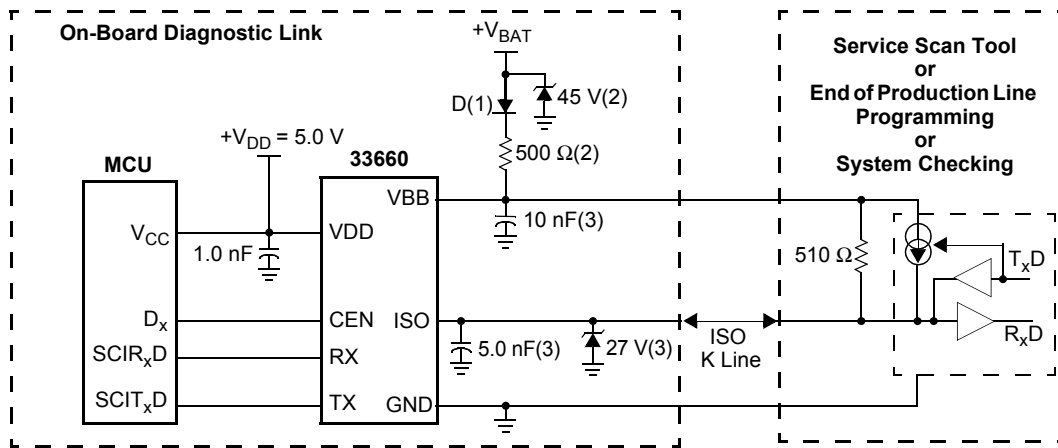 On-Board Diagnostic Link
+VBAT
D(1)
45 V(2)
500 Ω(2)
+VDD = 5.0 V
MCU
33660
VBB
10 nF(3)
VCC
1.0 nF
VDD
Dx
CEN
ISO
SCIRxD
RX
5.0 nF(3)
27 V(3)
SCITxD
TX
GND
ISO
K Line
Service Scan Tool
or
End of Production Line
Programming
or
System Checking
510 Ω
TxD
RxD